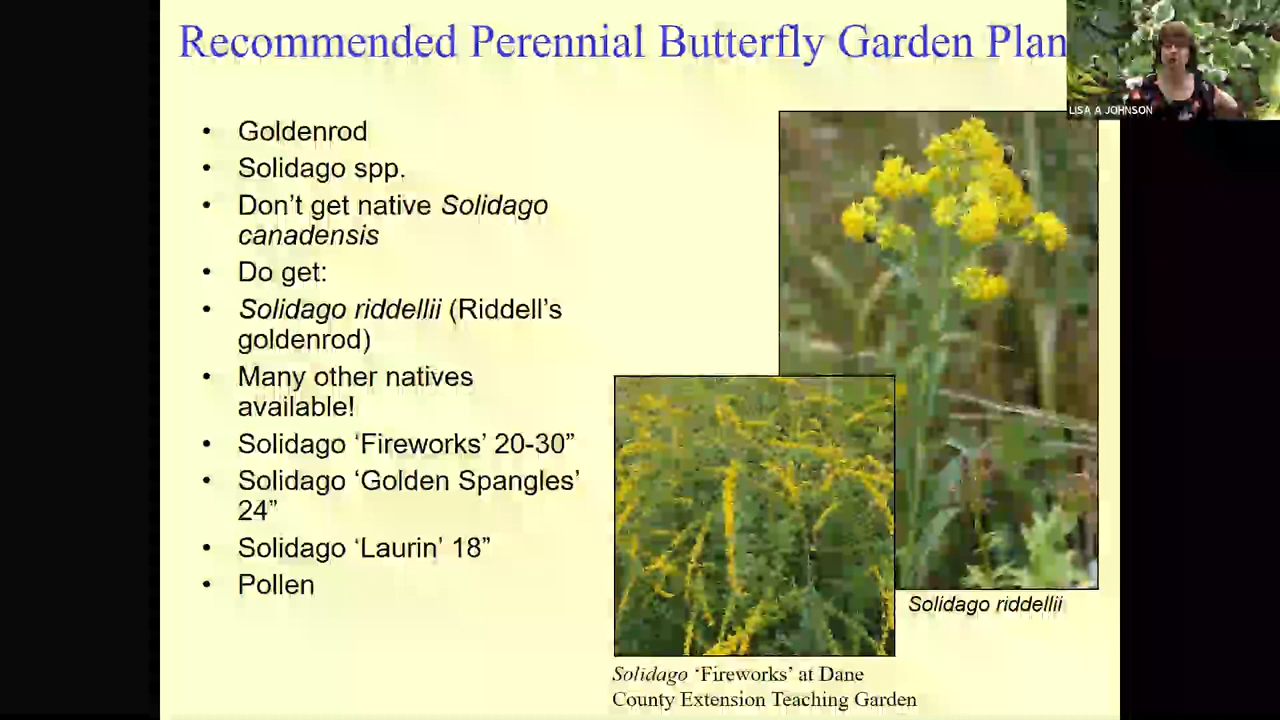 Recommended Perennial Butterfly Garden Plan
LISA A JOHNSON
• Goldenrod
• Solidago spp.
• Don’t get native Solidago
canadensis
• Do get:
• Solidago riddellii (Riddell’s
goldenrod)
• Many other natives
available!
• Solidago ‘Fireworks’ 20-30”
• Solidago ‘Golden Spangles’
24”
• Solidago ‘Laurin’ 18”
• Pollen
Solidago riddellii
Solidago ‘Fireworks’ at Dane
County Extension Teaching Garden